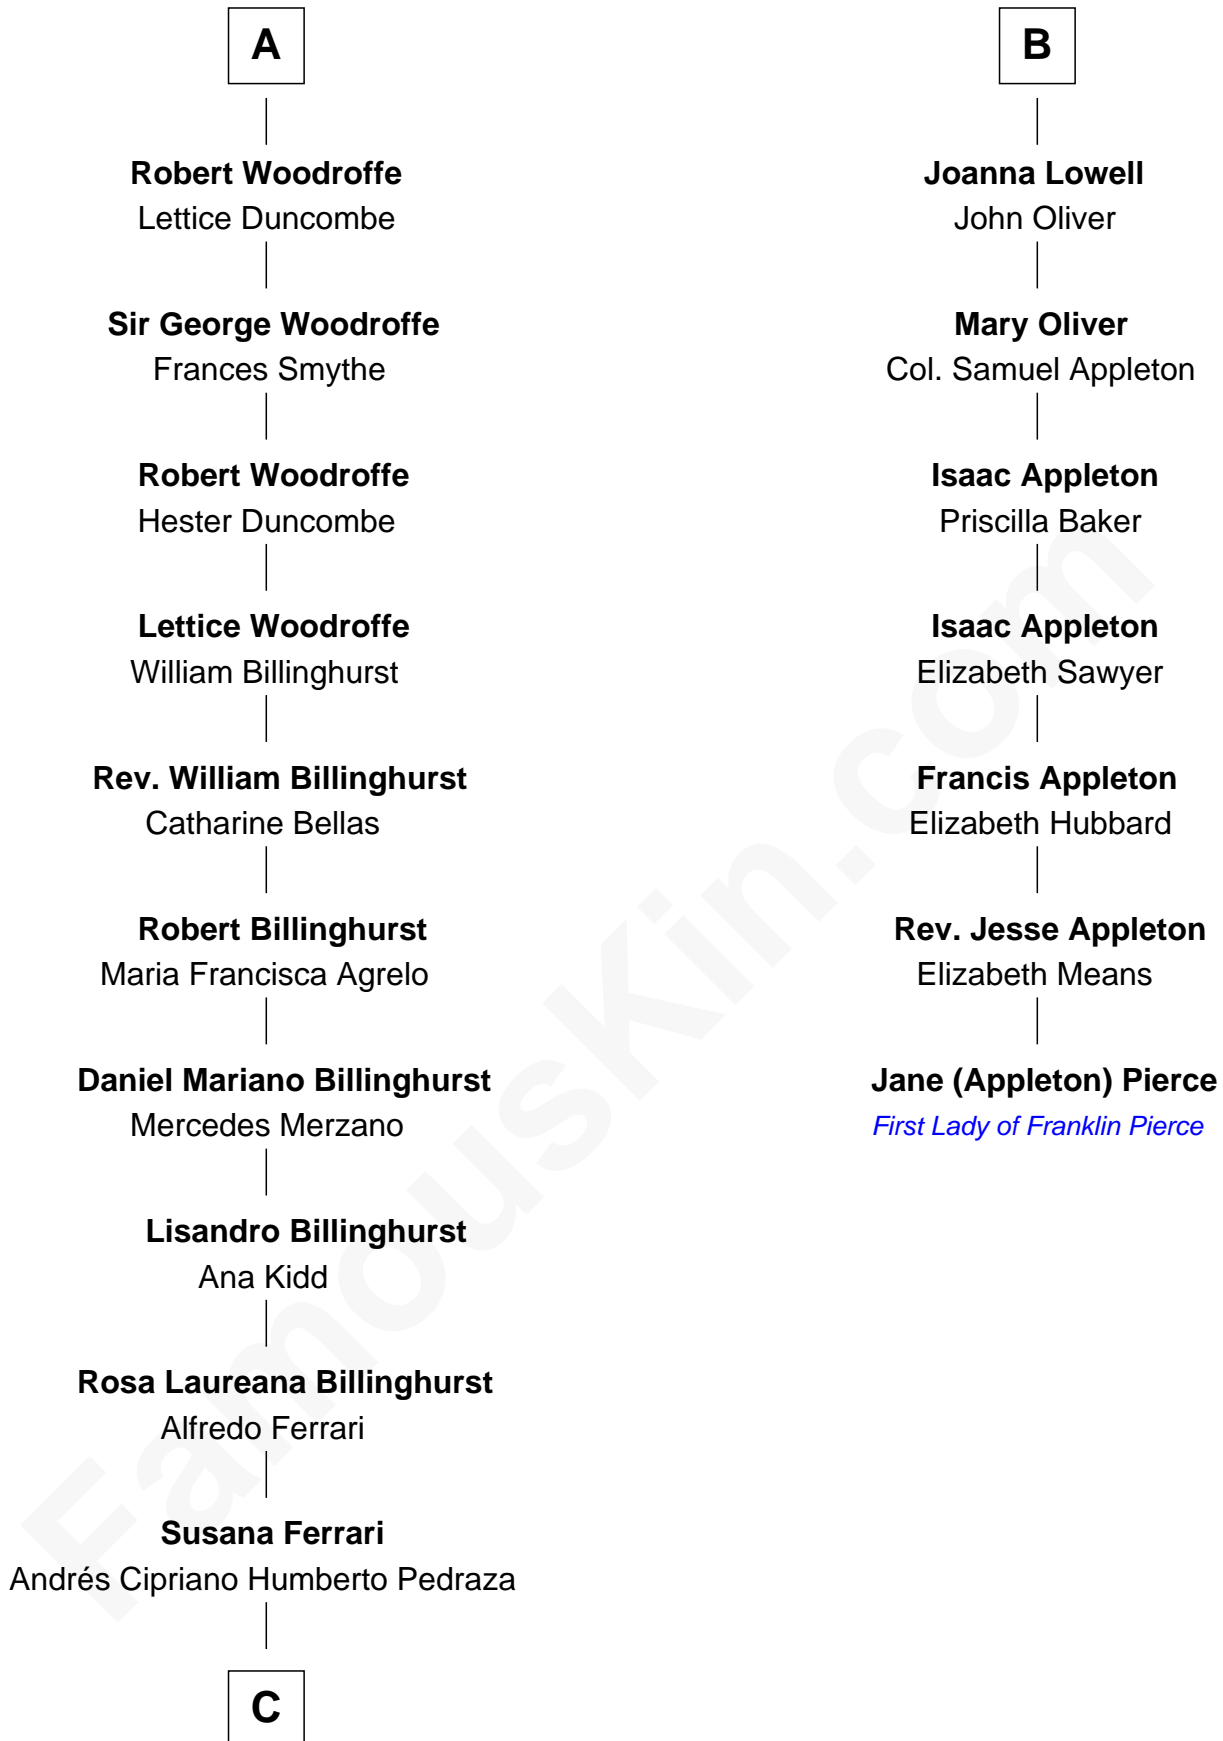 A
Robert Woodroffe
Lettice Duncombe
Sir George Woodroffe
Frances Smythe
Robert Woodroffe
Hester Duncombe
Lettice Woodroffe
William Billinghurst
Rev. William Billinghurst
Catharine Bellas
Robert Billinghurst
Maria Francisca Agrelo
Daniel Mariano Billinghurst
Mercedes Merzano
Lisandro Billinghurst
Ana Kidd
Rosa Laureana Billinghurst
Alfredo Ferrari
Susana Ferrari
Andrés Cipriano Humberto Pedraza
C
B
Joanna Lowell
John Oliver
Mary Oliver
Col. Samuel Appleton
Isaac Appleton
Priscilla Baker
Isaac Appleton
Elizabeth Sawyer
Francis Appleton
Elizabeth Hubbard
Rev. Jesse Appleton
Elizabeth Means
Jane (Appleton) Pierce
First Lady of Franklin Pierce
FamousKin.com